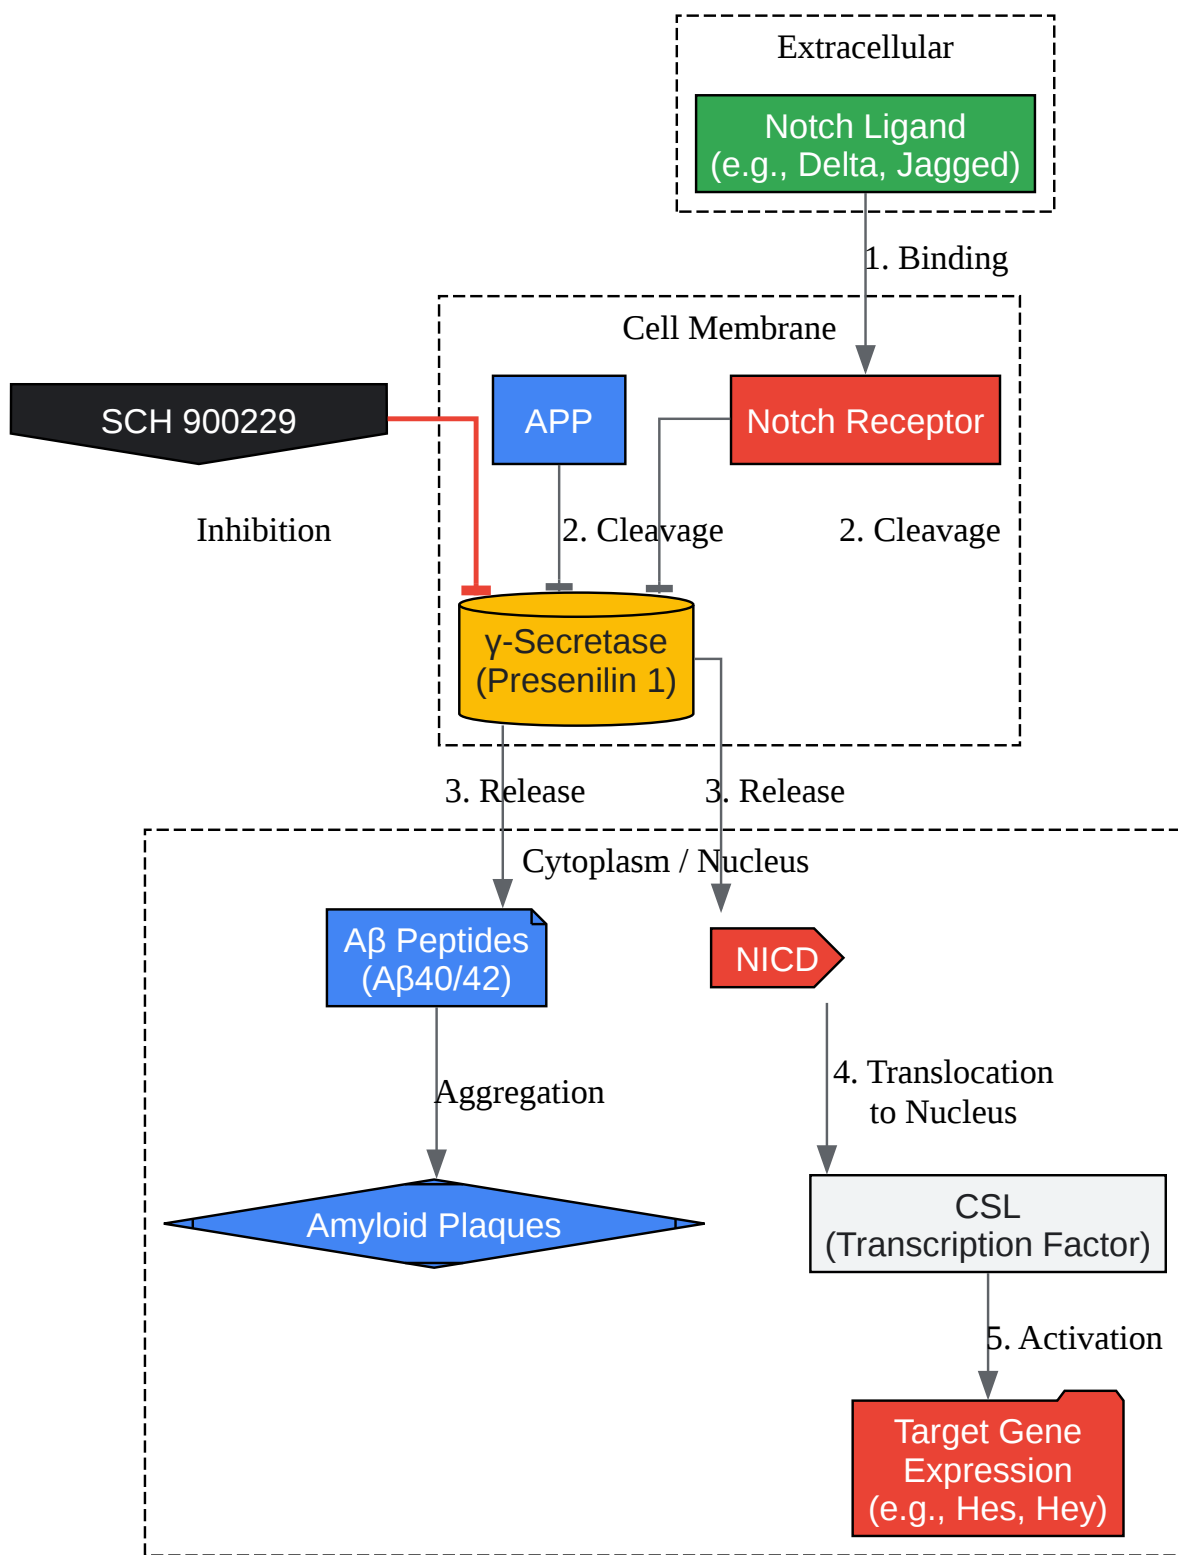 Extracellular
Notch Ligand
(e.g., Delta, Jagged)
1. Binding
Cell Membrane
SCH 900229
APP
Notch Receptor
Inhibition
2. Cleavage
2. Cleavage
γ-Secretase
(Presenilin 1)
3. Release
3. Release
Cytoplasm / Nucleus
Aβ Peptides
(Aβ40/42)
NICD
4. Translocation
to Nucleus
Aggregation
Amyloid Plaques
CSL
(Transcription Factor)
5. Activation
Target Gene
Expression
(e.g., Hes, Hey)